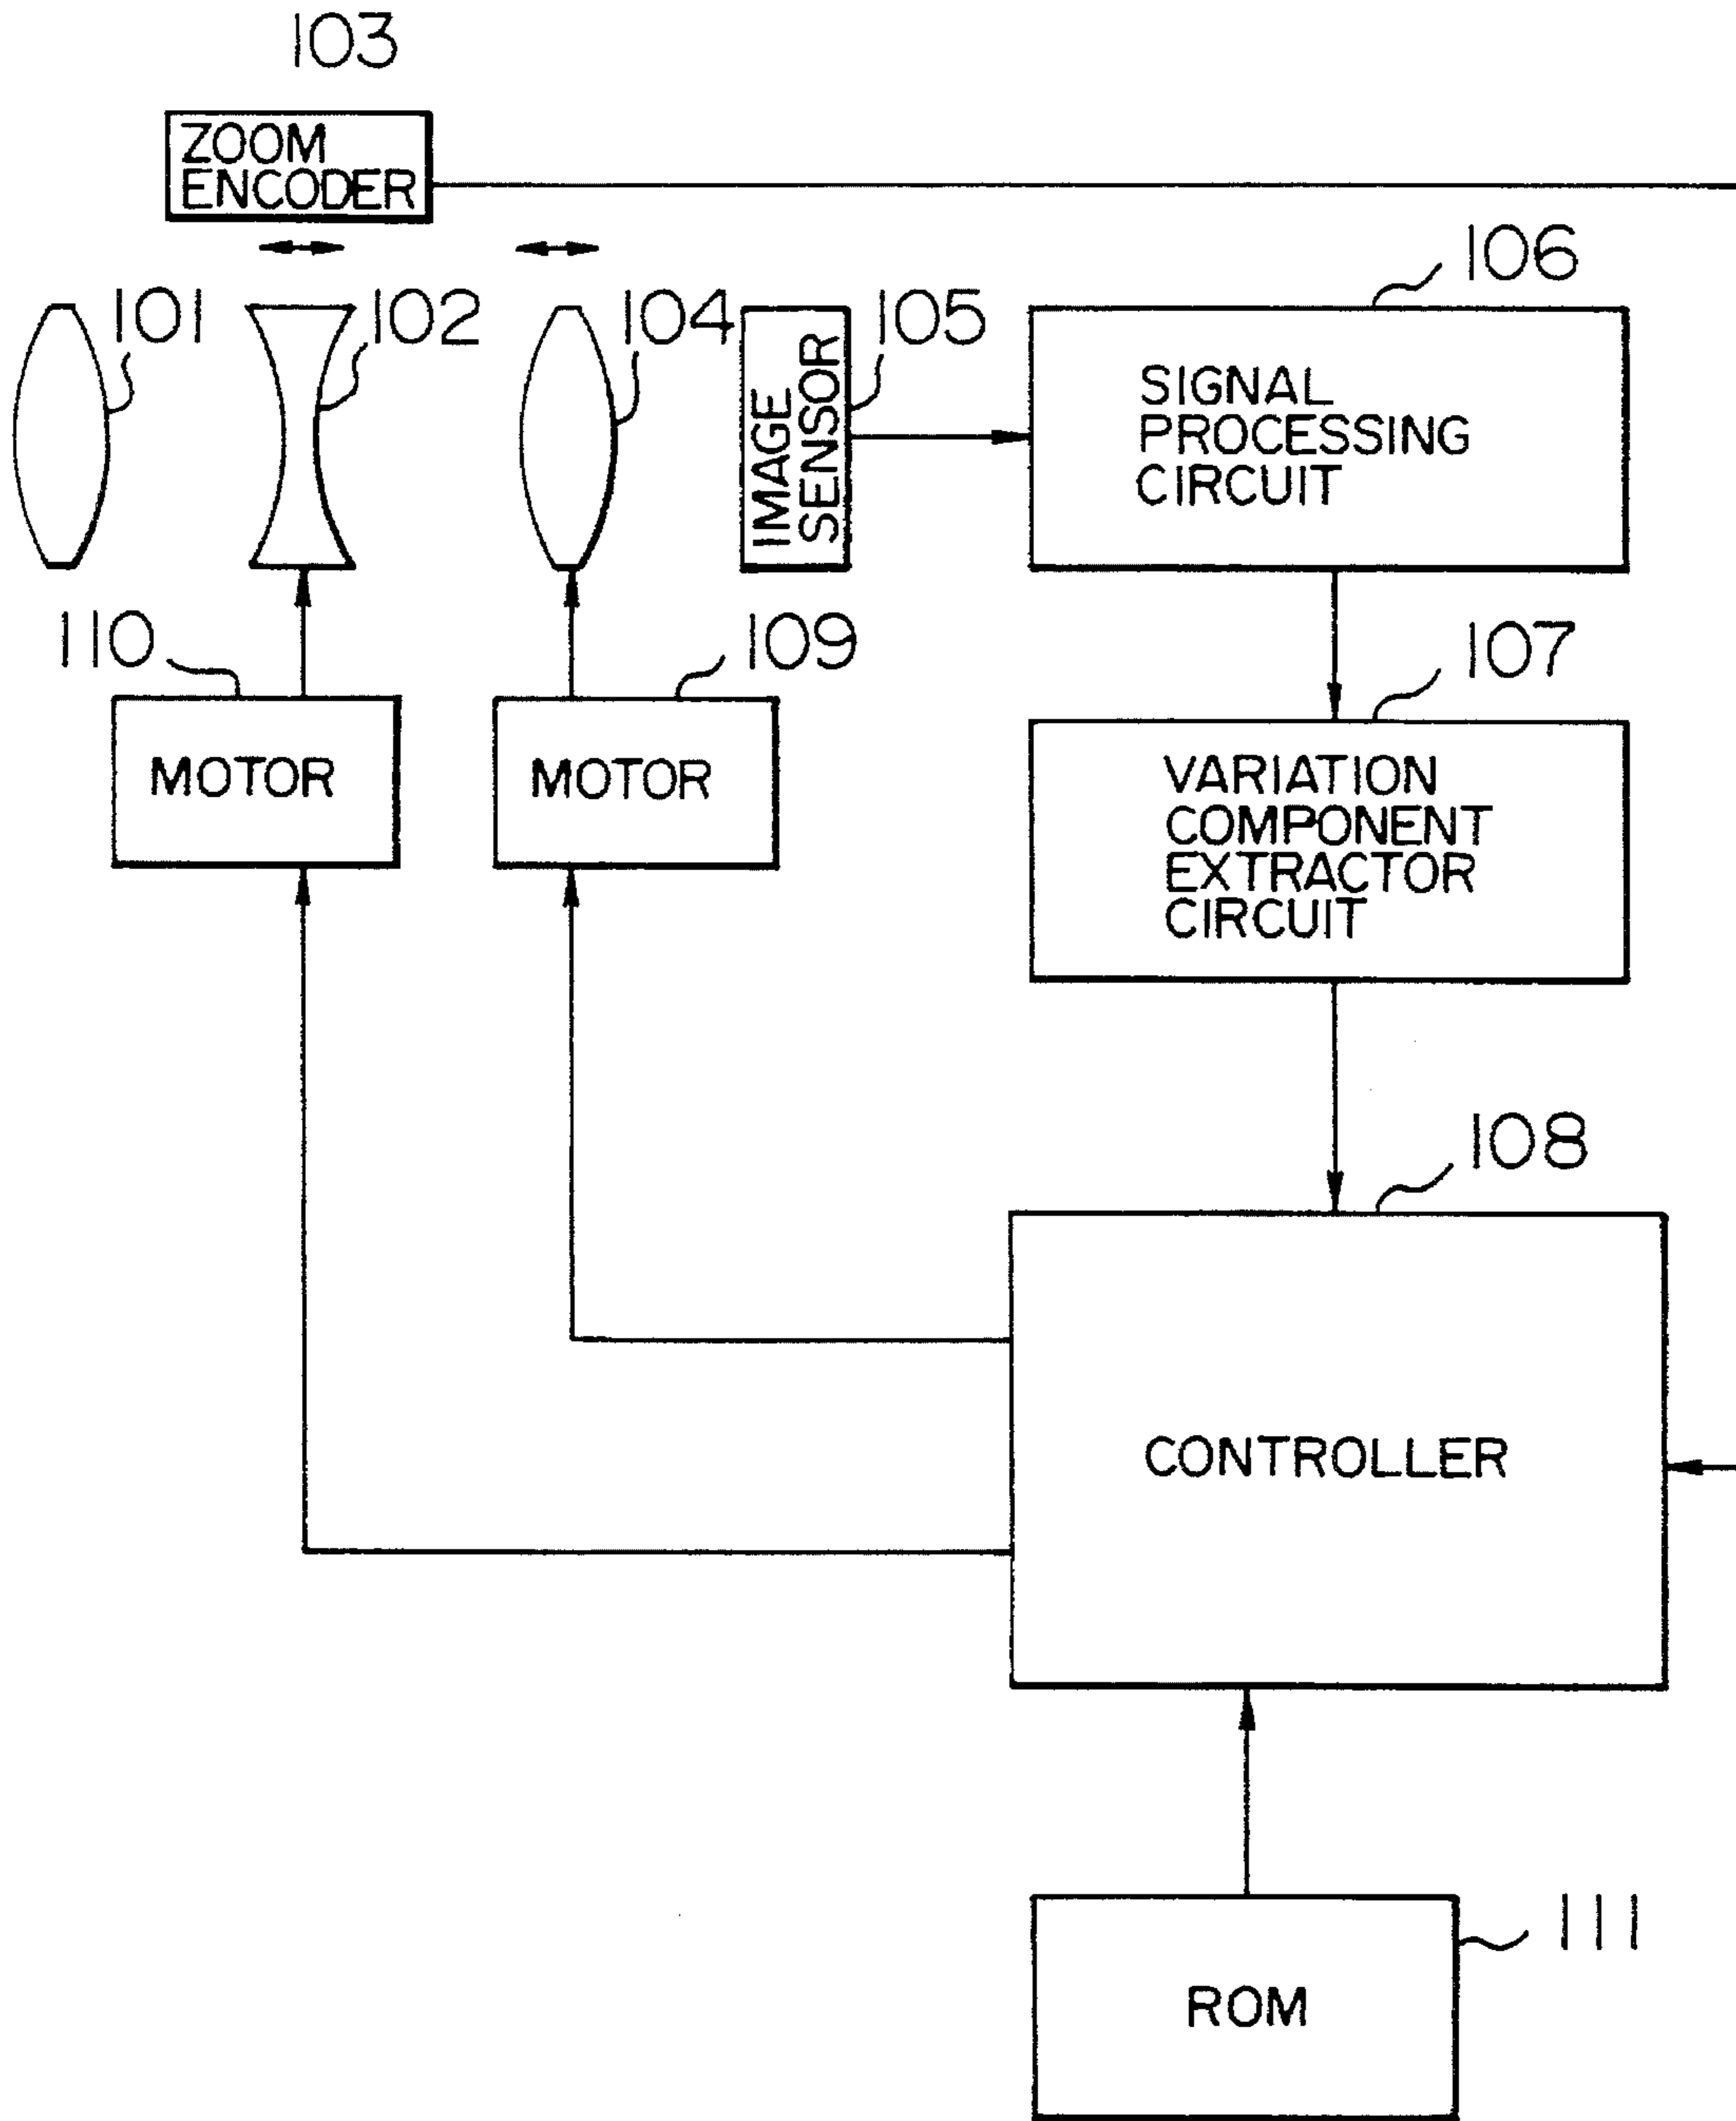 103
ZOOM
ENCODER
106
101
102
104
105
IMAGE
SENSOR
SIGNAL
PROCESSING
CIRCUIT
110
109
107
MOTOR
MOTOR
VARIATION
COMPONENT
EXTRACTOR
CIRCUIT
108
CONTROLLER
111
ROM